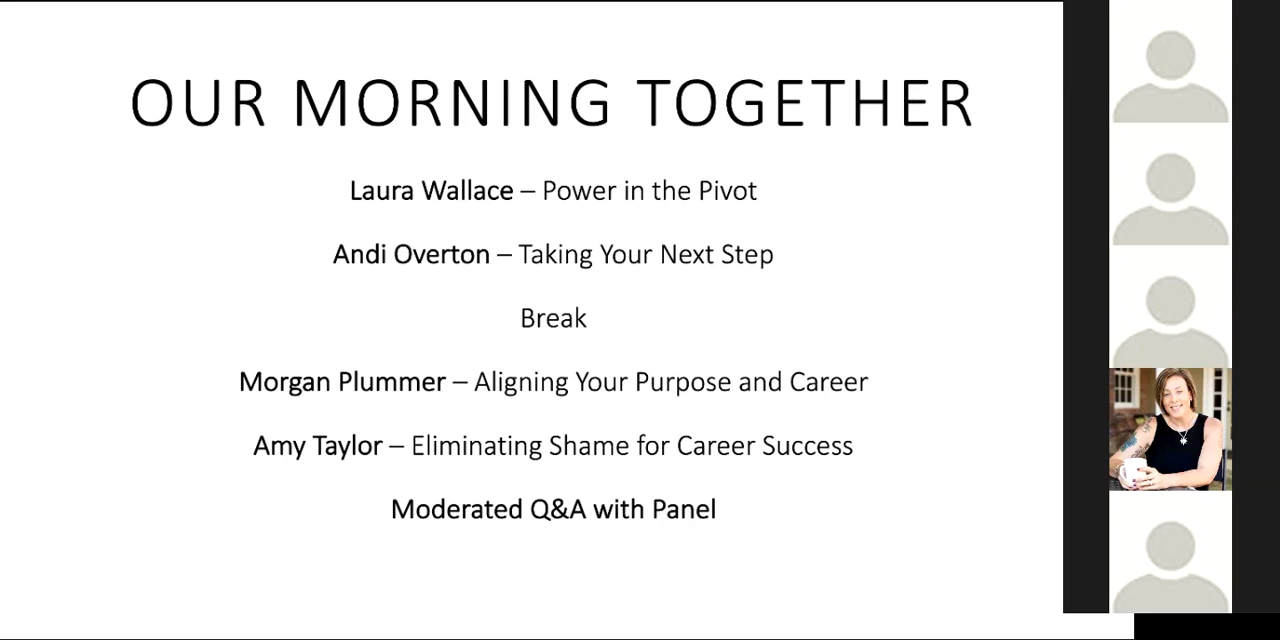 OUR MORNING TOGETHER
Laura Wallace – Power in the Pivot
Andi Overton – Taking Your Next Step
Break
Morgan Plummer – Aligning Your Purpose and Career
Amy Taylor – Eliminating Shame for Career Success
Moderated Q&A with Panel